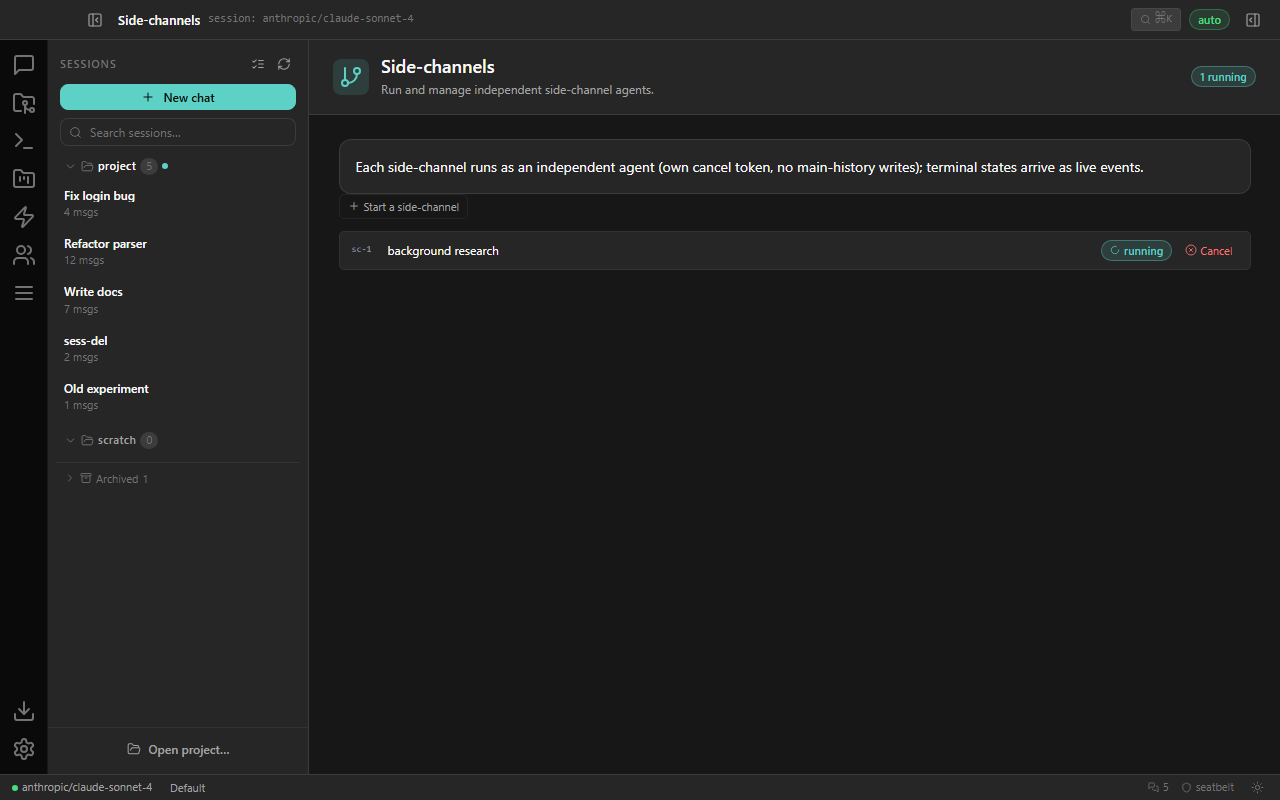 Side-channels session: anthropic/claude-sonnet-4
⌘K
auto
SESSIONS
New chat
Search sessions...
project 5
Fix login bug
4 msgs
Refactor parser
12 msgs
Write docs
7 msgs
sess-del
2 msgs
Old experiment
1 msgs
scratch 0
Archived 1
Open project...
Side-channels
Run and manage independent side-channel agents.
1 running
Each side-channel runs as an independent agent (own cancel token, no main-history writes); terminal states arrive as live events.
+ Start a side-channel
sc-1 background research running Cancel
anthropic/claude-sonnet-4 Default
5 seatbelt